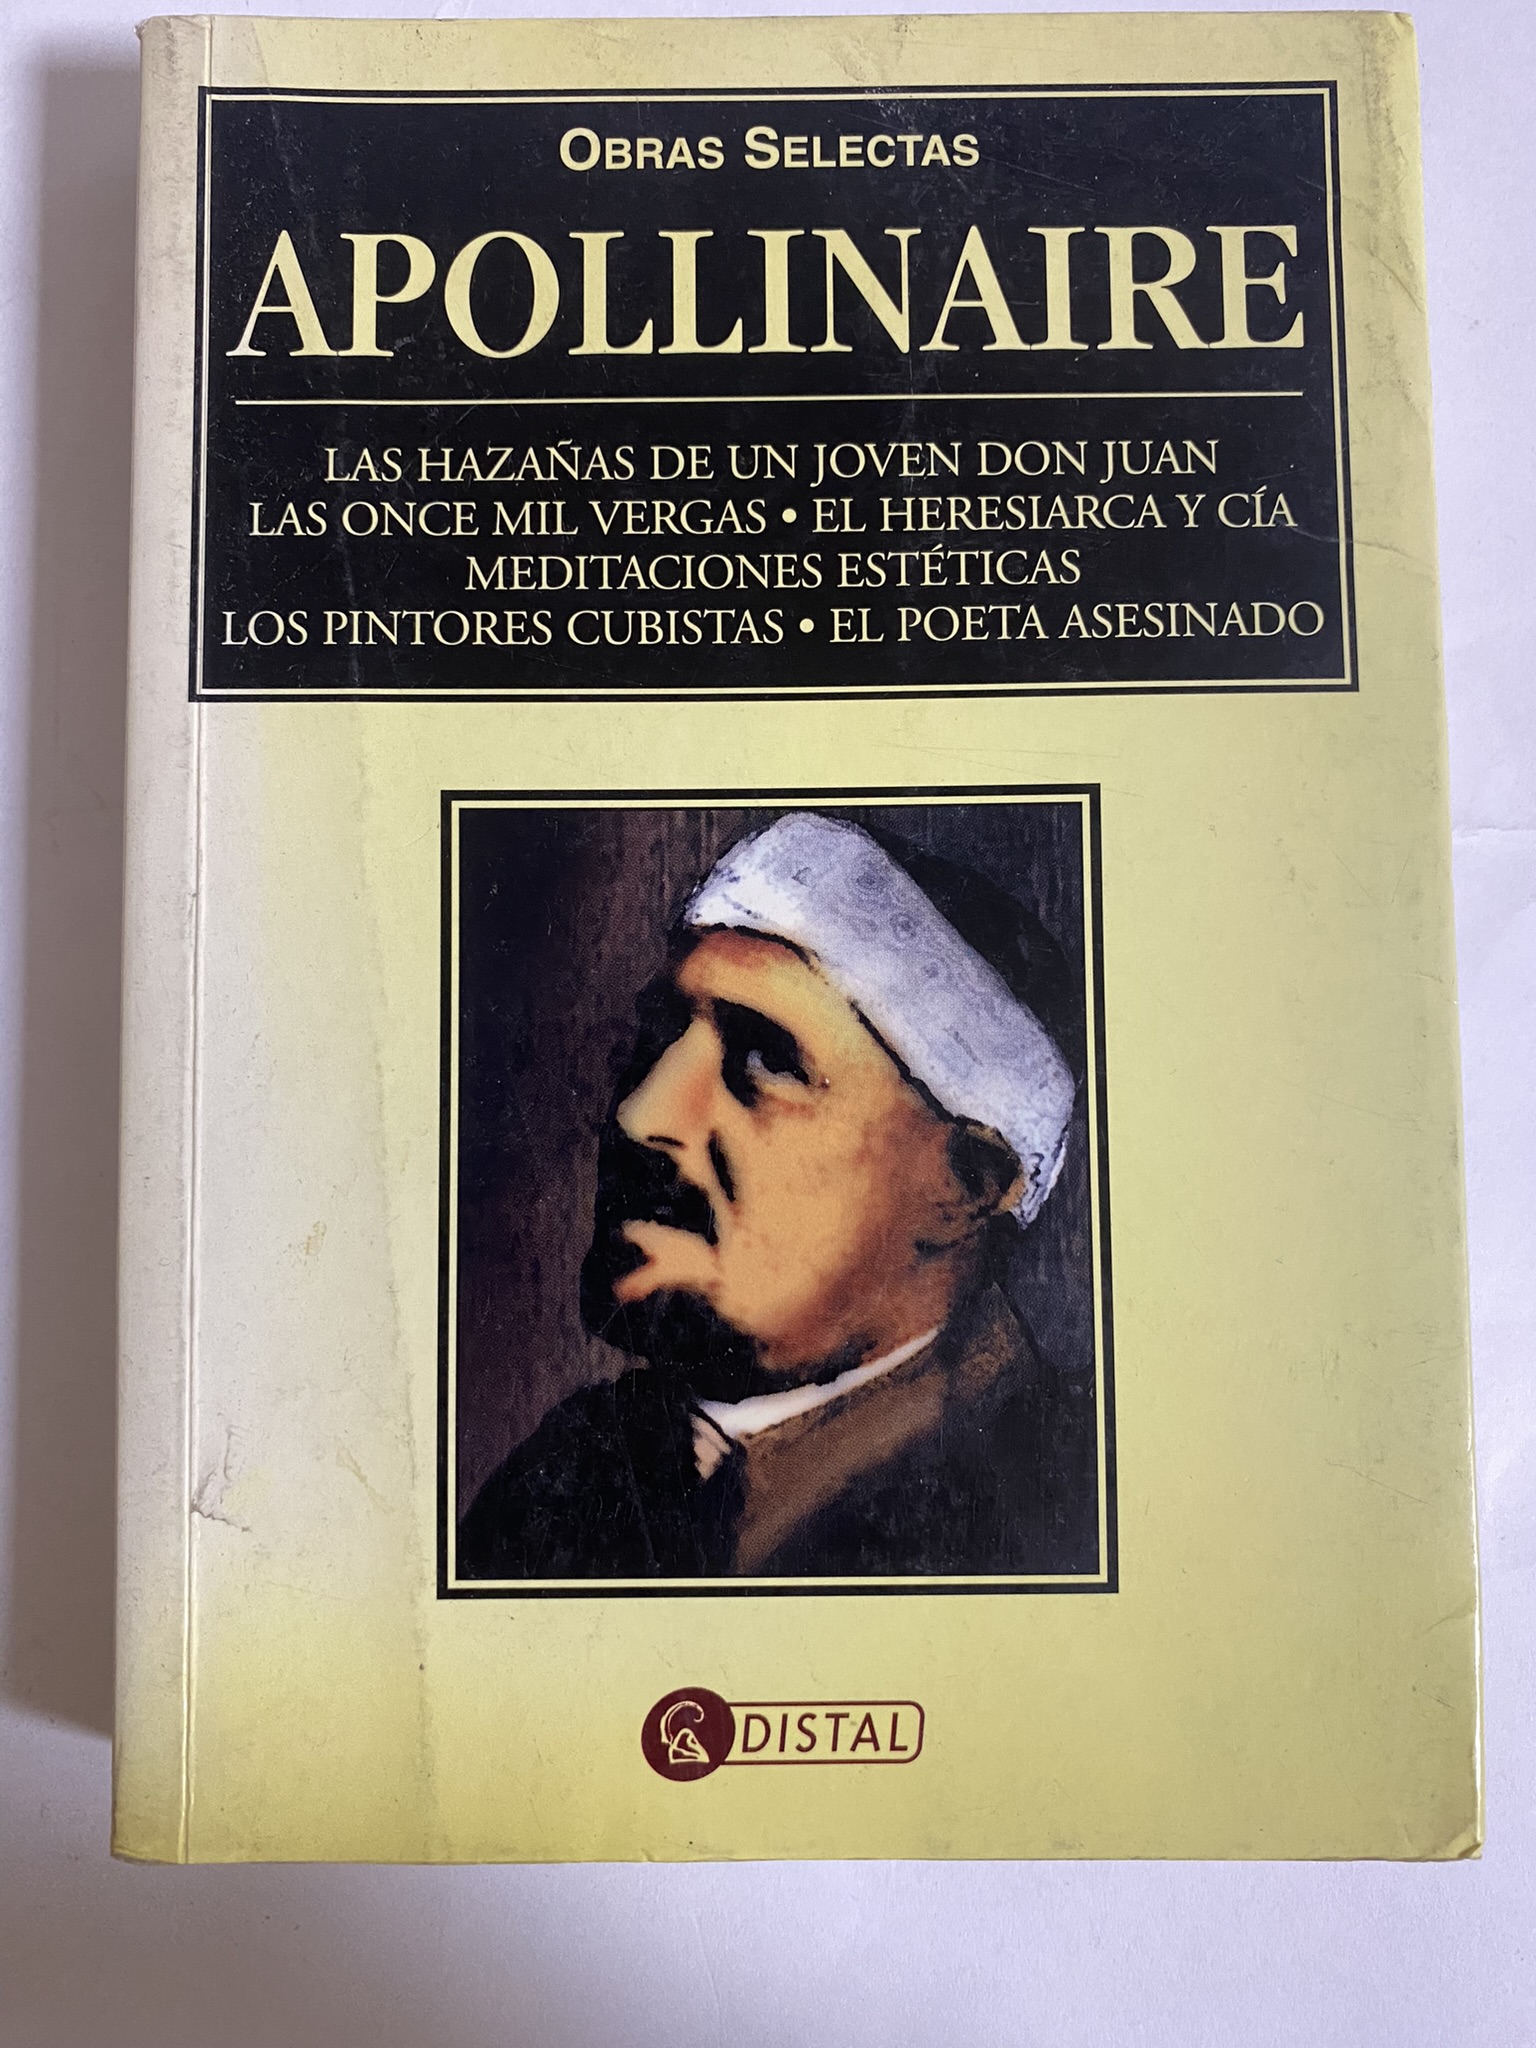 OBRAS SELECTAS
APOLLINAIRE
LAS HAZAÑAS DE UN JOVEN DON JUAN
LAS ONCE MIL VERGAS • EL HERESIARCA Y CÍA
MEDITACIONES ESTÉTICAS
LOS PINTORES CUBISTAS • EL POETA ASESINADO
DISTAL